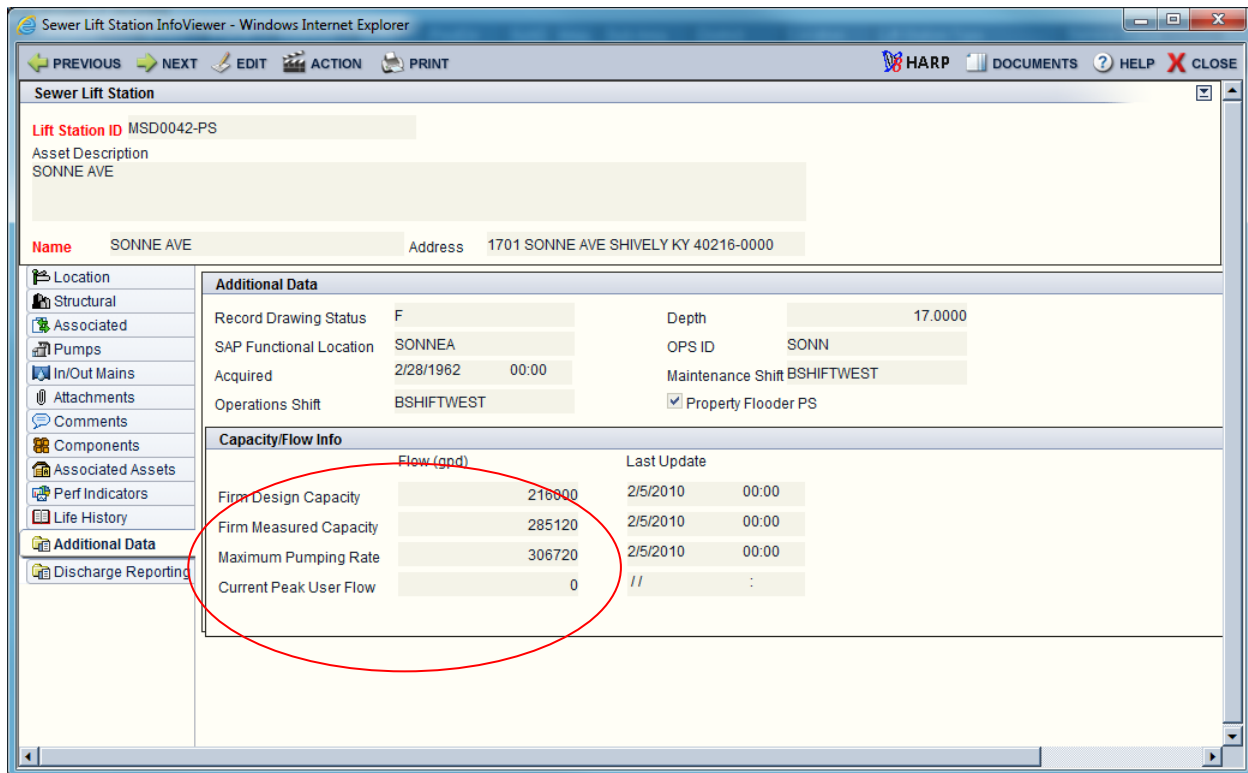 Sewer Lift Station InfoViewer - Windows Internet Explorer
PREVIOUS NEXT EDIT ACTION PRINT HARP DOCUMENTS ? HELP X CLOSE
Sewer Lift Station
Lift Station ID MSD0042-PS
Asset Description
SONNE AVE
Name SONNE AVE Address 1701 SONNE AVE SHIVELY KY 40216-0000
Location
Structural
Associated
Pumps
In/Out Mains
Attachments
Comments
Components
Associated Assets
Perf Indicators
Life History
Additional Data
Discharge Reporting
Additional Data
Record Drawing Status F Depth 17.0000
SAP Functional Location SONNEA OPS ID SONN
Acquired 2/28/1962 00:00 Maintenance Shift BSHIFTWEST
Operations Shift BSHIFTWEST Property Flooder PS
Capacity/Flow Info
Flow (gpd) Last Update
Firm Design Capacity 216000 2/5/2010 00:00
Firm Measured Capacity 285120 2/5/2010 00:00
Maximum Pumping Rate 306720 2/5/2010 00:00
Current Peak User Flow 0 / / :